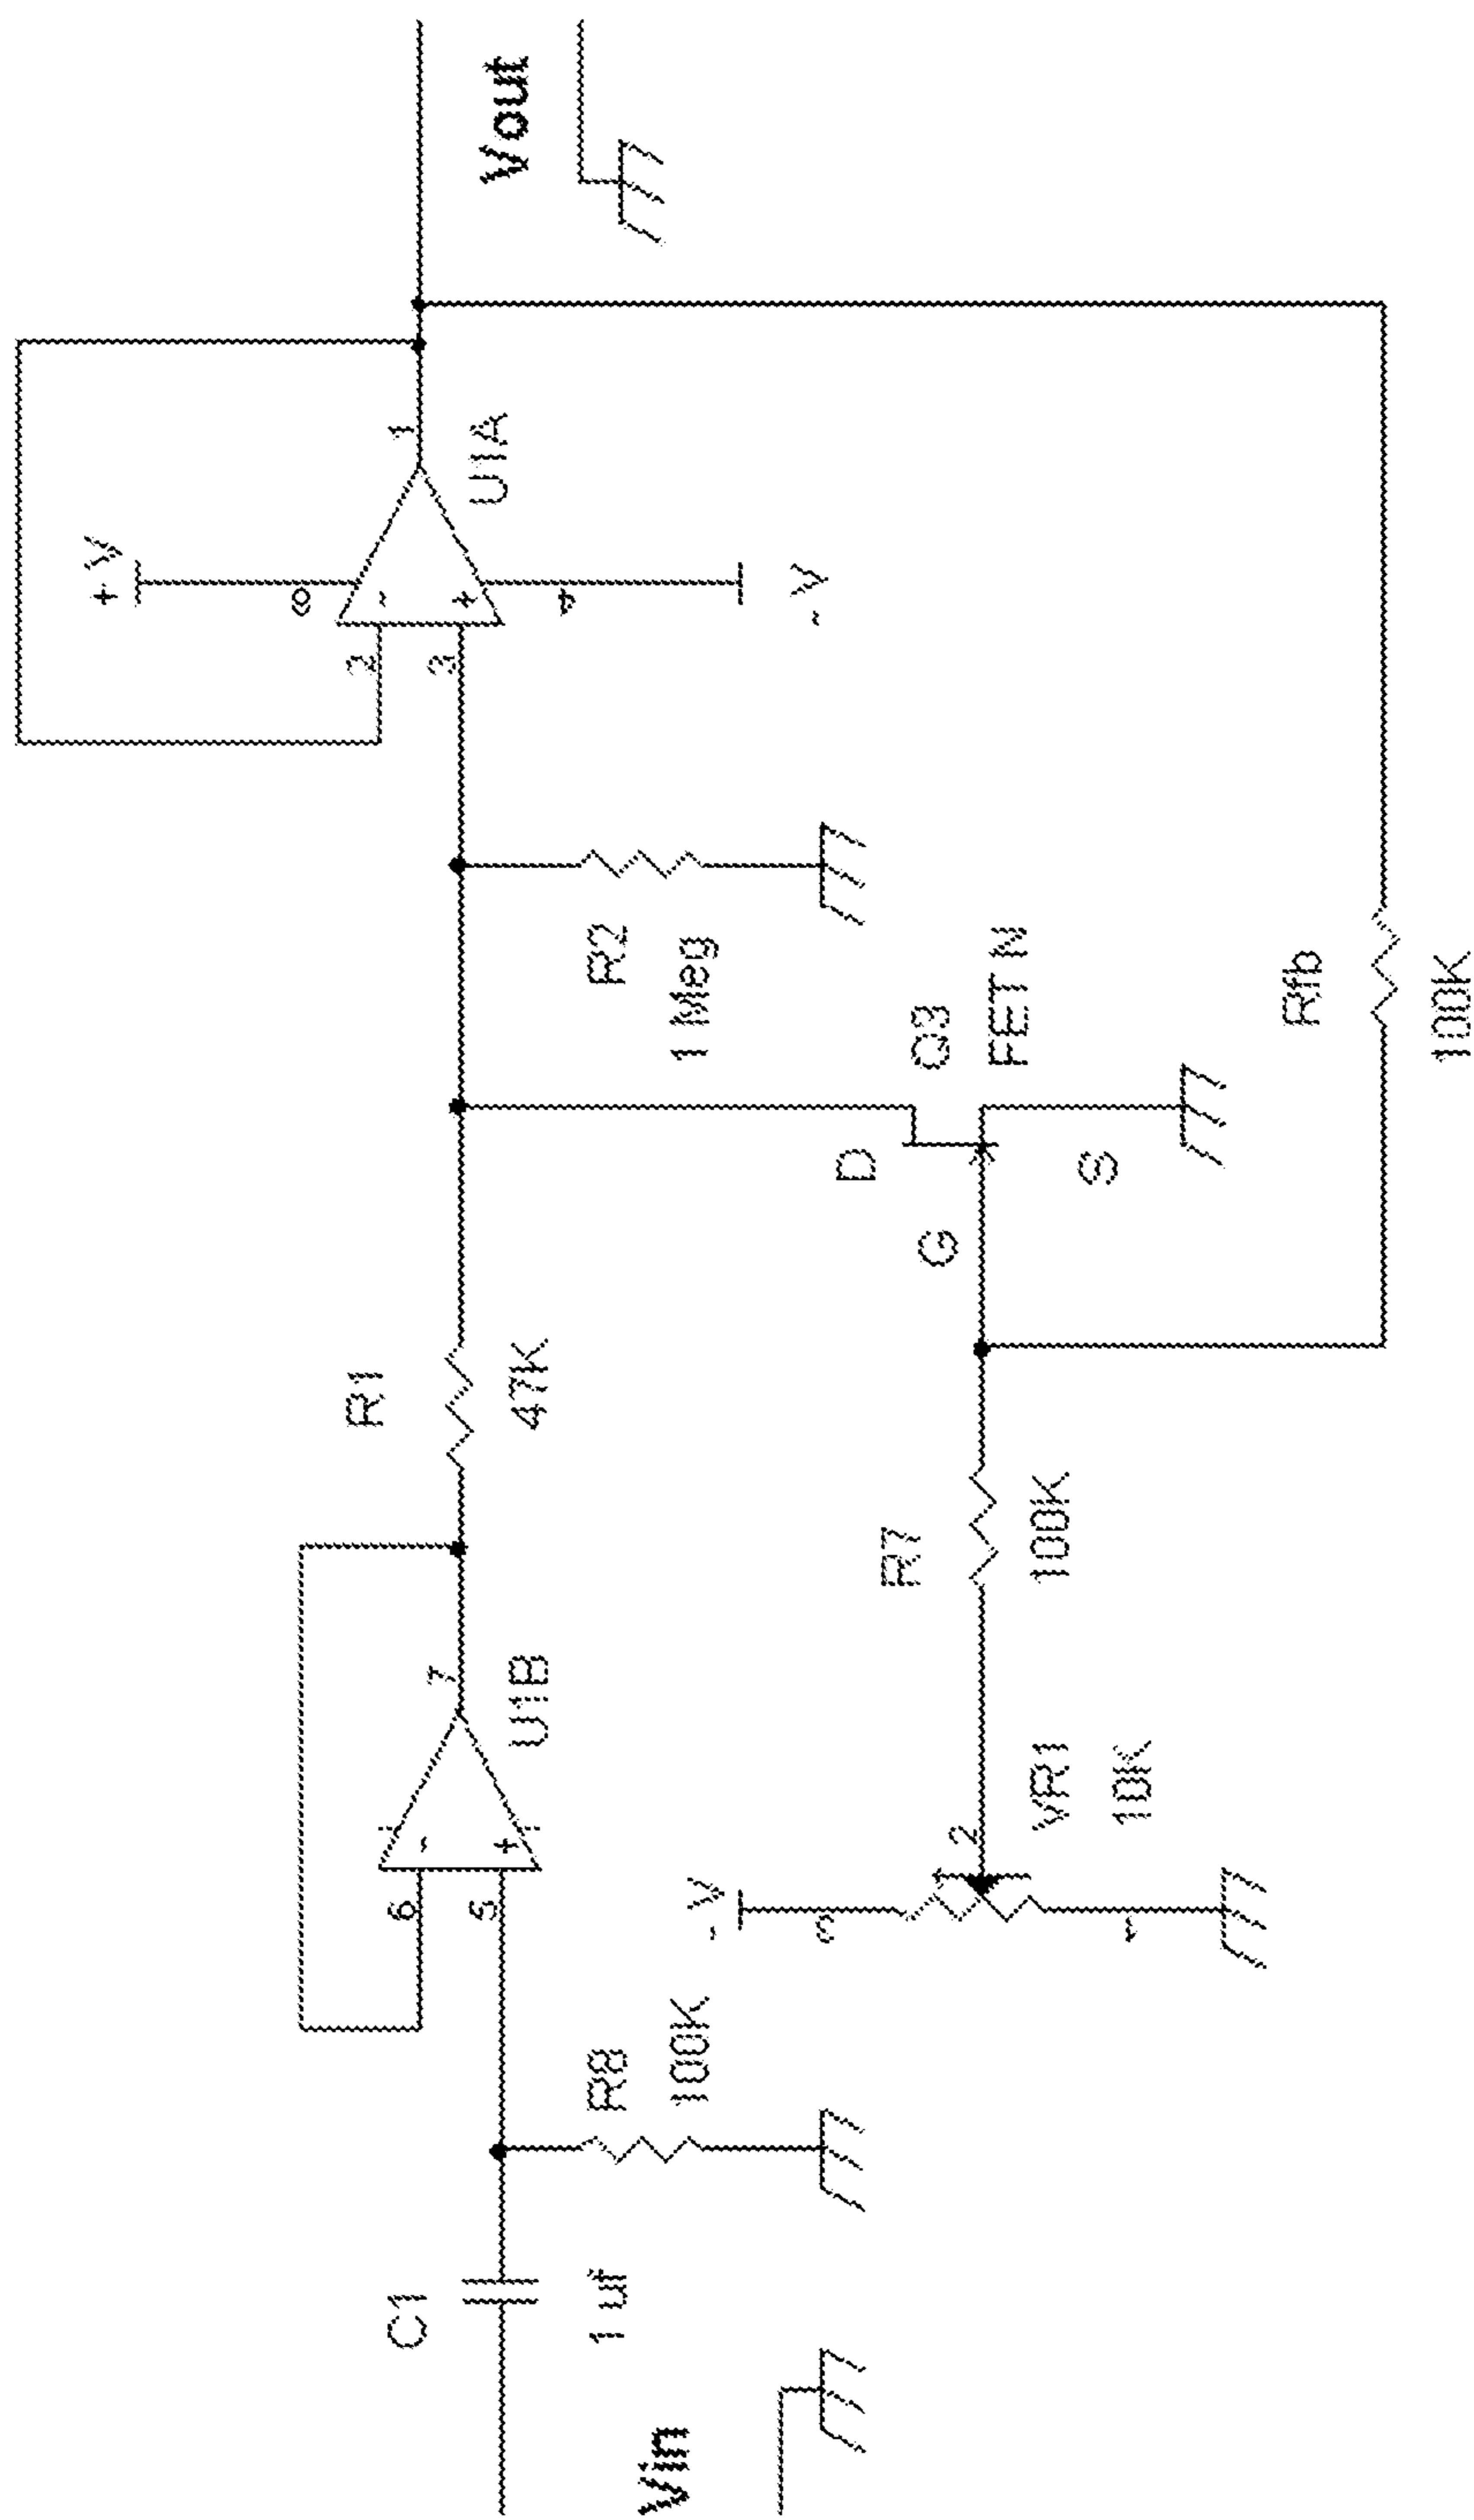 Vin
C1
1 uf
R8
100K
6
5
-
+
7
U1B
R1
47K
-V
3
2
1
VR1
10K
R7
100K
G
D
S
Q3
FET N
R2
1 Meg
+V
8
2
3
-
+
4
-V
1
U1A
Rfb
100K
Vout